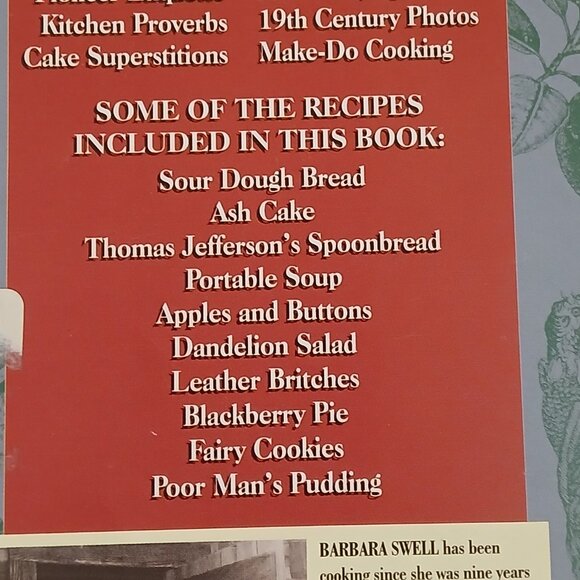 Pioneer Etiquette
Kitchen Proverbs
Cake Superstitions
19th Century Photos
Make-Do Cooking
SOME OF THE RECIPES
INCLUDED IN THIS BOOK:
Sour Dough Bread
Ash Cake
Thomas Jefferson's Spoonbread
Portable Soup
Apples and Buttons
Dandelion Salad
Leather Britches
Blackberry Pie
Fairy Cookies
Poor Man's Pudding
BARBARA SWELL has been
cooking since she was nine years